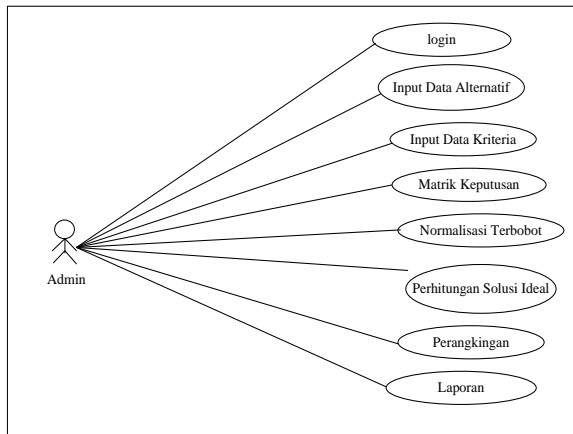 login
Input Data Alternatif
Input Data Kriteria
Matrik Keputusan
Normalisasi Terbobot
Admin
Perhitungan Solusi Ideal
Perangkingan
Laporan